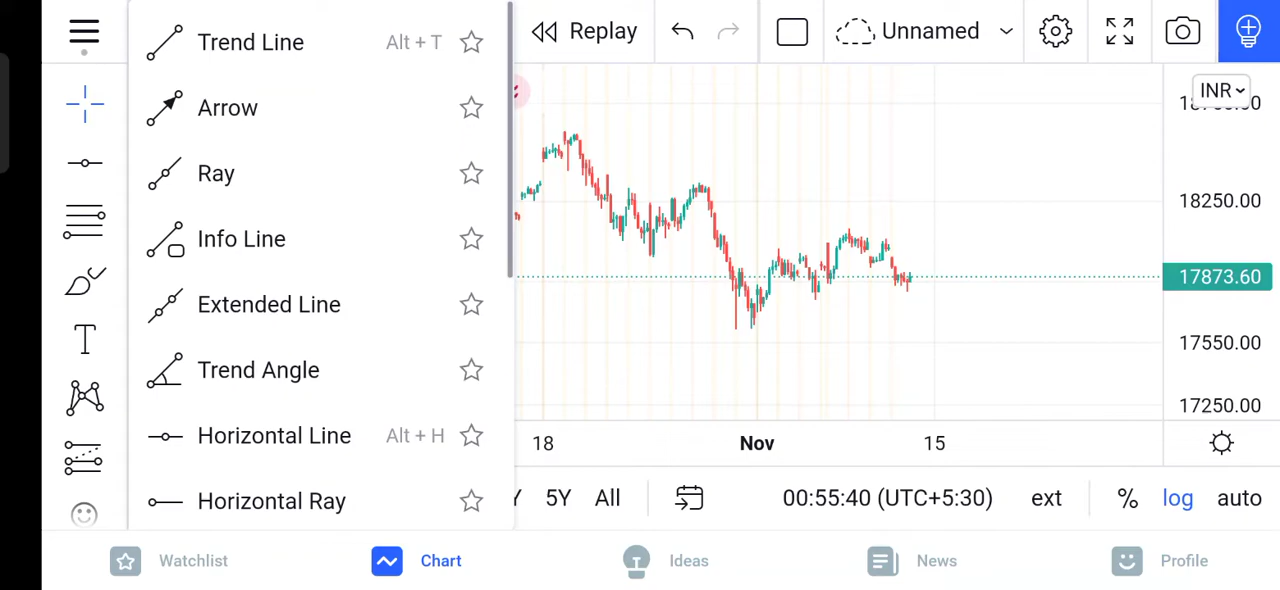 Trend Line Alt + T
Arrow
Ray
Info Line
Extended Line
Trend Angle
Horizontal Line Alt + H
Horizontal Ray
Replay
Unnamed
INR
18250.00
17873.60
17550.00
17250.00
18 Nov 15
5Y All 00:55:40 (UTC+5:30) ext % log auto
Watchlist Chart Ideas News Profile